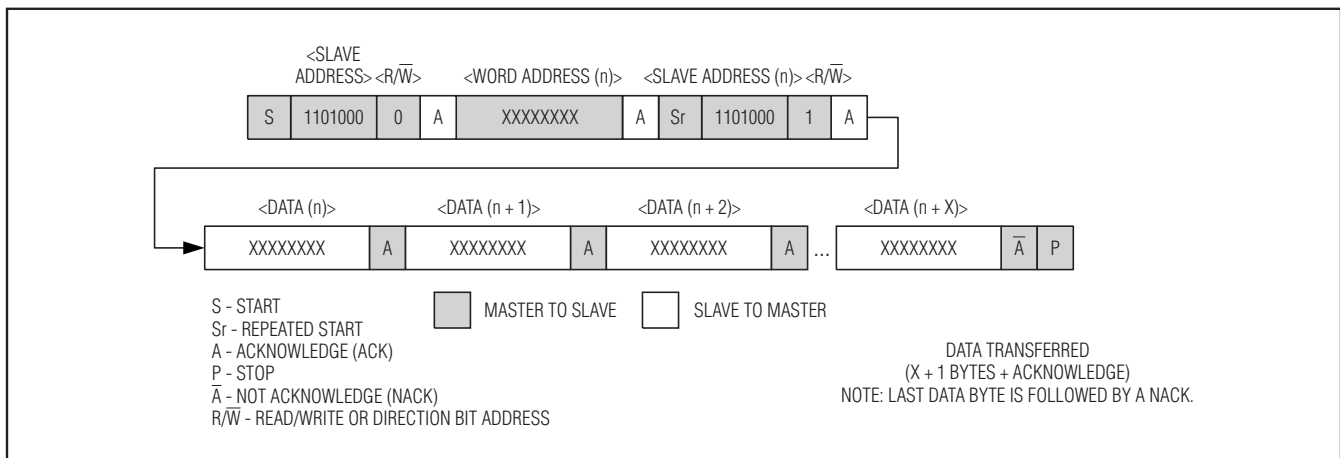 <SLAVE
ADDRESS> <R/W̅> <WORD ADDRESS (n)> <SLAVE ADDRESS (n)> <R/W̅>
S 1101000 0 A XXXXXXXX A Sr 1101000 1 A
<DATA (n)> <DATA (n + 1)> <DATA (n + 2)> <DATA (n + X)>
XXXXXXXX A XXXXXXXX A XXXXXXXX A ... XXXXXXXX A̅ P
S - START
Sr - REPEATED START
A - ACKNOWLEDGE (ACK)
P - STOP
A̅ - NOT ACKNOWLEDGE (NACK)
R/W̅ - READ/WRITE OR DIRECTION BIT ADDRESS
MASTER TO SLAVE SLAVE TO MASTER
DATA TRANSFERRED
(X + 1 BYTES + ACKNOWLEDGE)
NOTE: LAST DATA BYTE IS FOLLOWED BY A NACK.